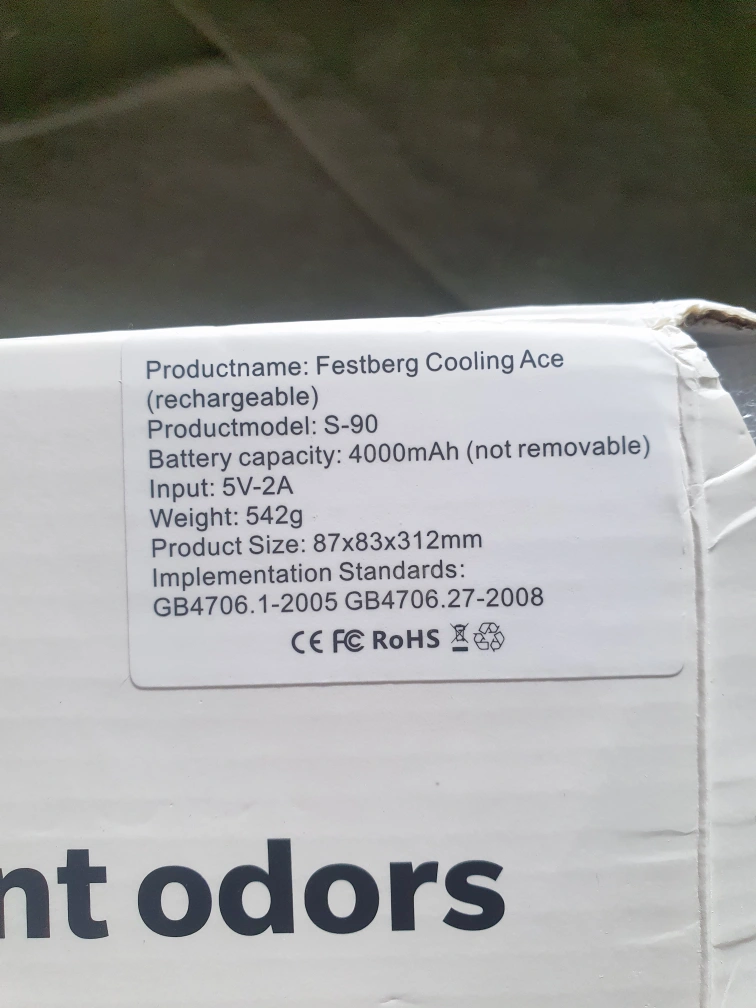 Productname: Festberg Cooling Ace
(rechargeable)
Productmodel: S-90
Battery capacity: 4000mAh (not removable)
Input: 5V-2A
Weight: 542g
Product Size: 87x83x312mm
Implementation Standards:
GB4706.1-2005 GB4706.27-2008
CE FC RoHS
nt odors